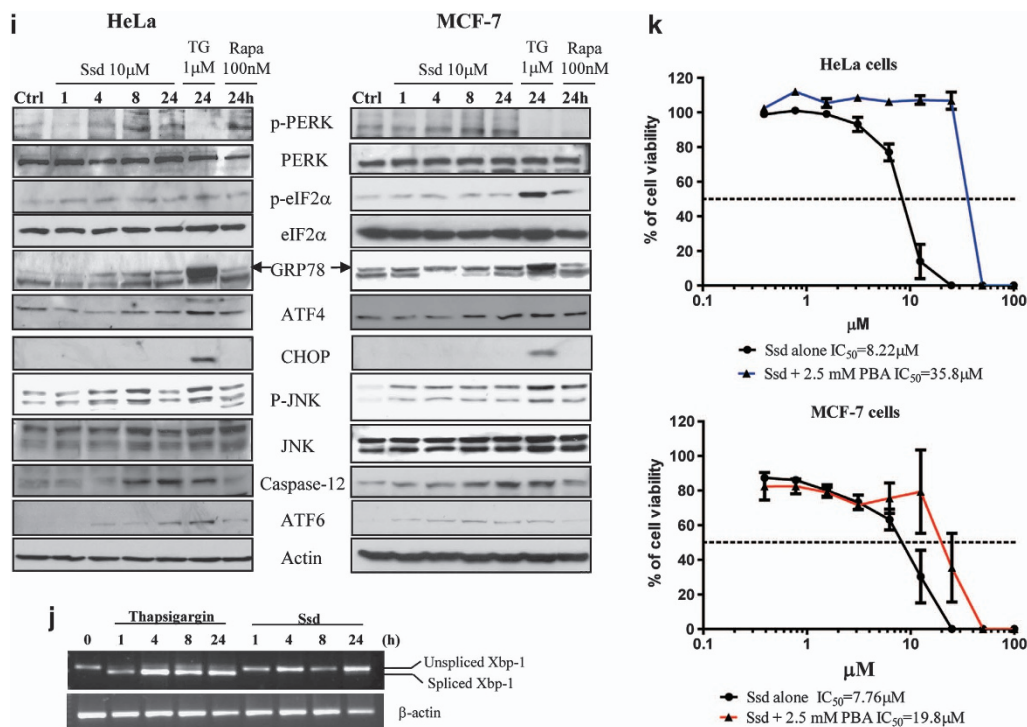 i
HeLa
MCF-7
TG Rapa
Ssd 10μM 1μM 100nM
Ctrl 1 4 8 24 24 24h
TG Rapa
Ssd 10μM 1μM 100nM
Ctrl 1 4 8 24 24 24h
p-PERK
PERK
p-eIF2α
eIF2α
GRP78
ATF4
CHOP
P-JNK
JNK
Caspase-12
ATF6
Actin
j
Thapsigargin Ssd
0 1 4 8 24 1 4 8 24 (h)
Unspliced Xbp-1
Spliced Xbp-1
β-actin
k
HeLa cells
% of cell viability
120
100
80
60
40
20
0
0.1 1 10 100
μM
Ssd alone IC50=8.22μM
Ssd + 2.5 mM PBA IC50=35.8μM
MCF-7 cells
% of cell viability
120
100
80
60
40
20
0
0.1 1 10 100
μM
Ssd alone IC50=7.76μM
Ssd + 2.5 mM PBA IC50=19.8μM